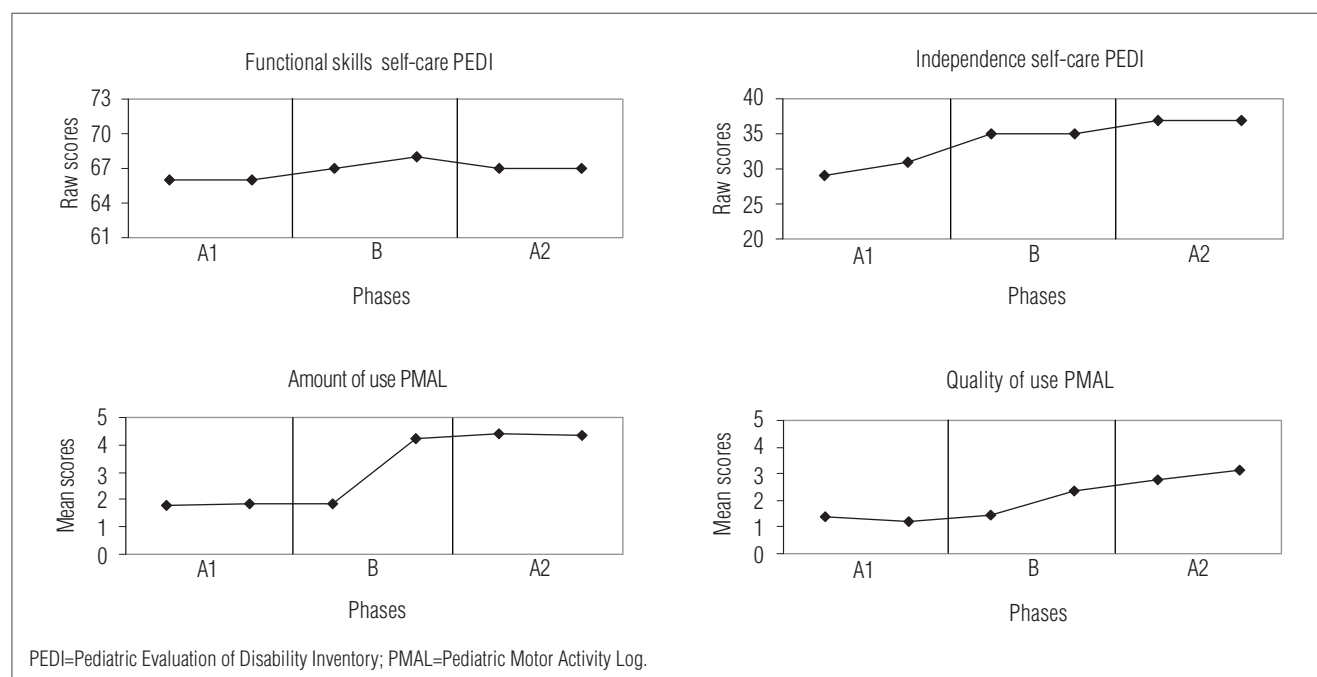 Functional skills self-care PEDI
Raw scores
73
70
67
64
61
A1
B
A2
Phases
Independence self-care PEDI
Raw scores
40
35
30
25
20
A1
B
A2
Phases
Amount of use PMAL
Mean scores
5
4
3
2
1
0
A1
B
A2
Phases
Quality of use PMAL
Mean scores
5
4
3
2
1
0
A1
B
A2
Phases
PEDI=Pediatric Evaluation of Disability Inventory; PMAL=Pediatric Motor Activity Log.